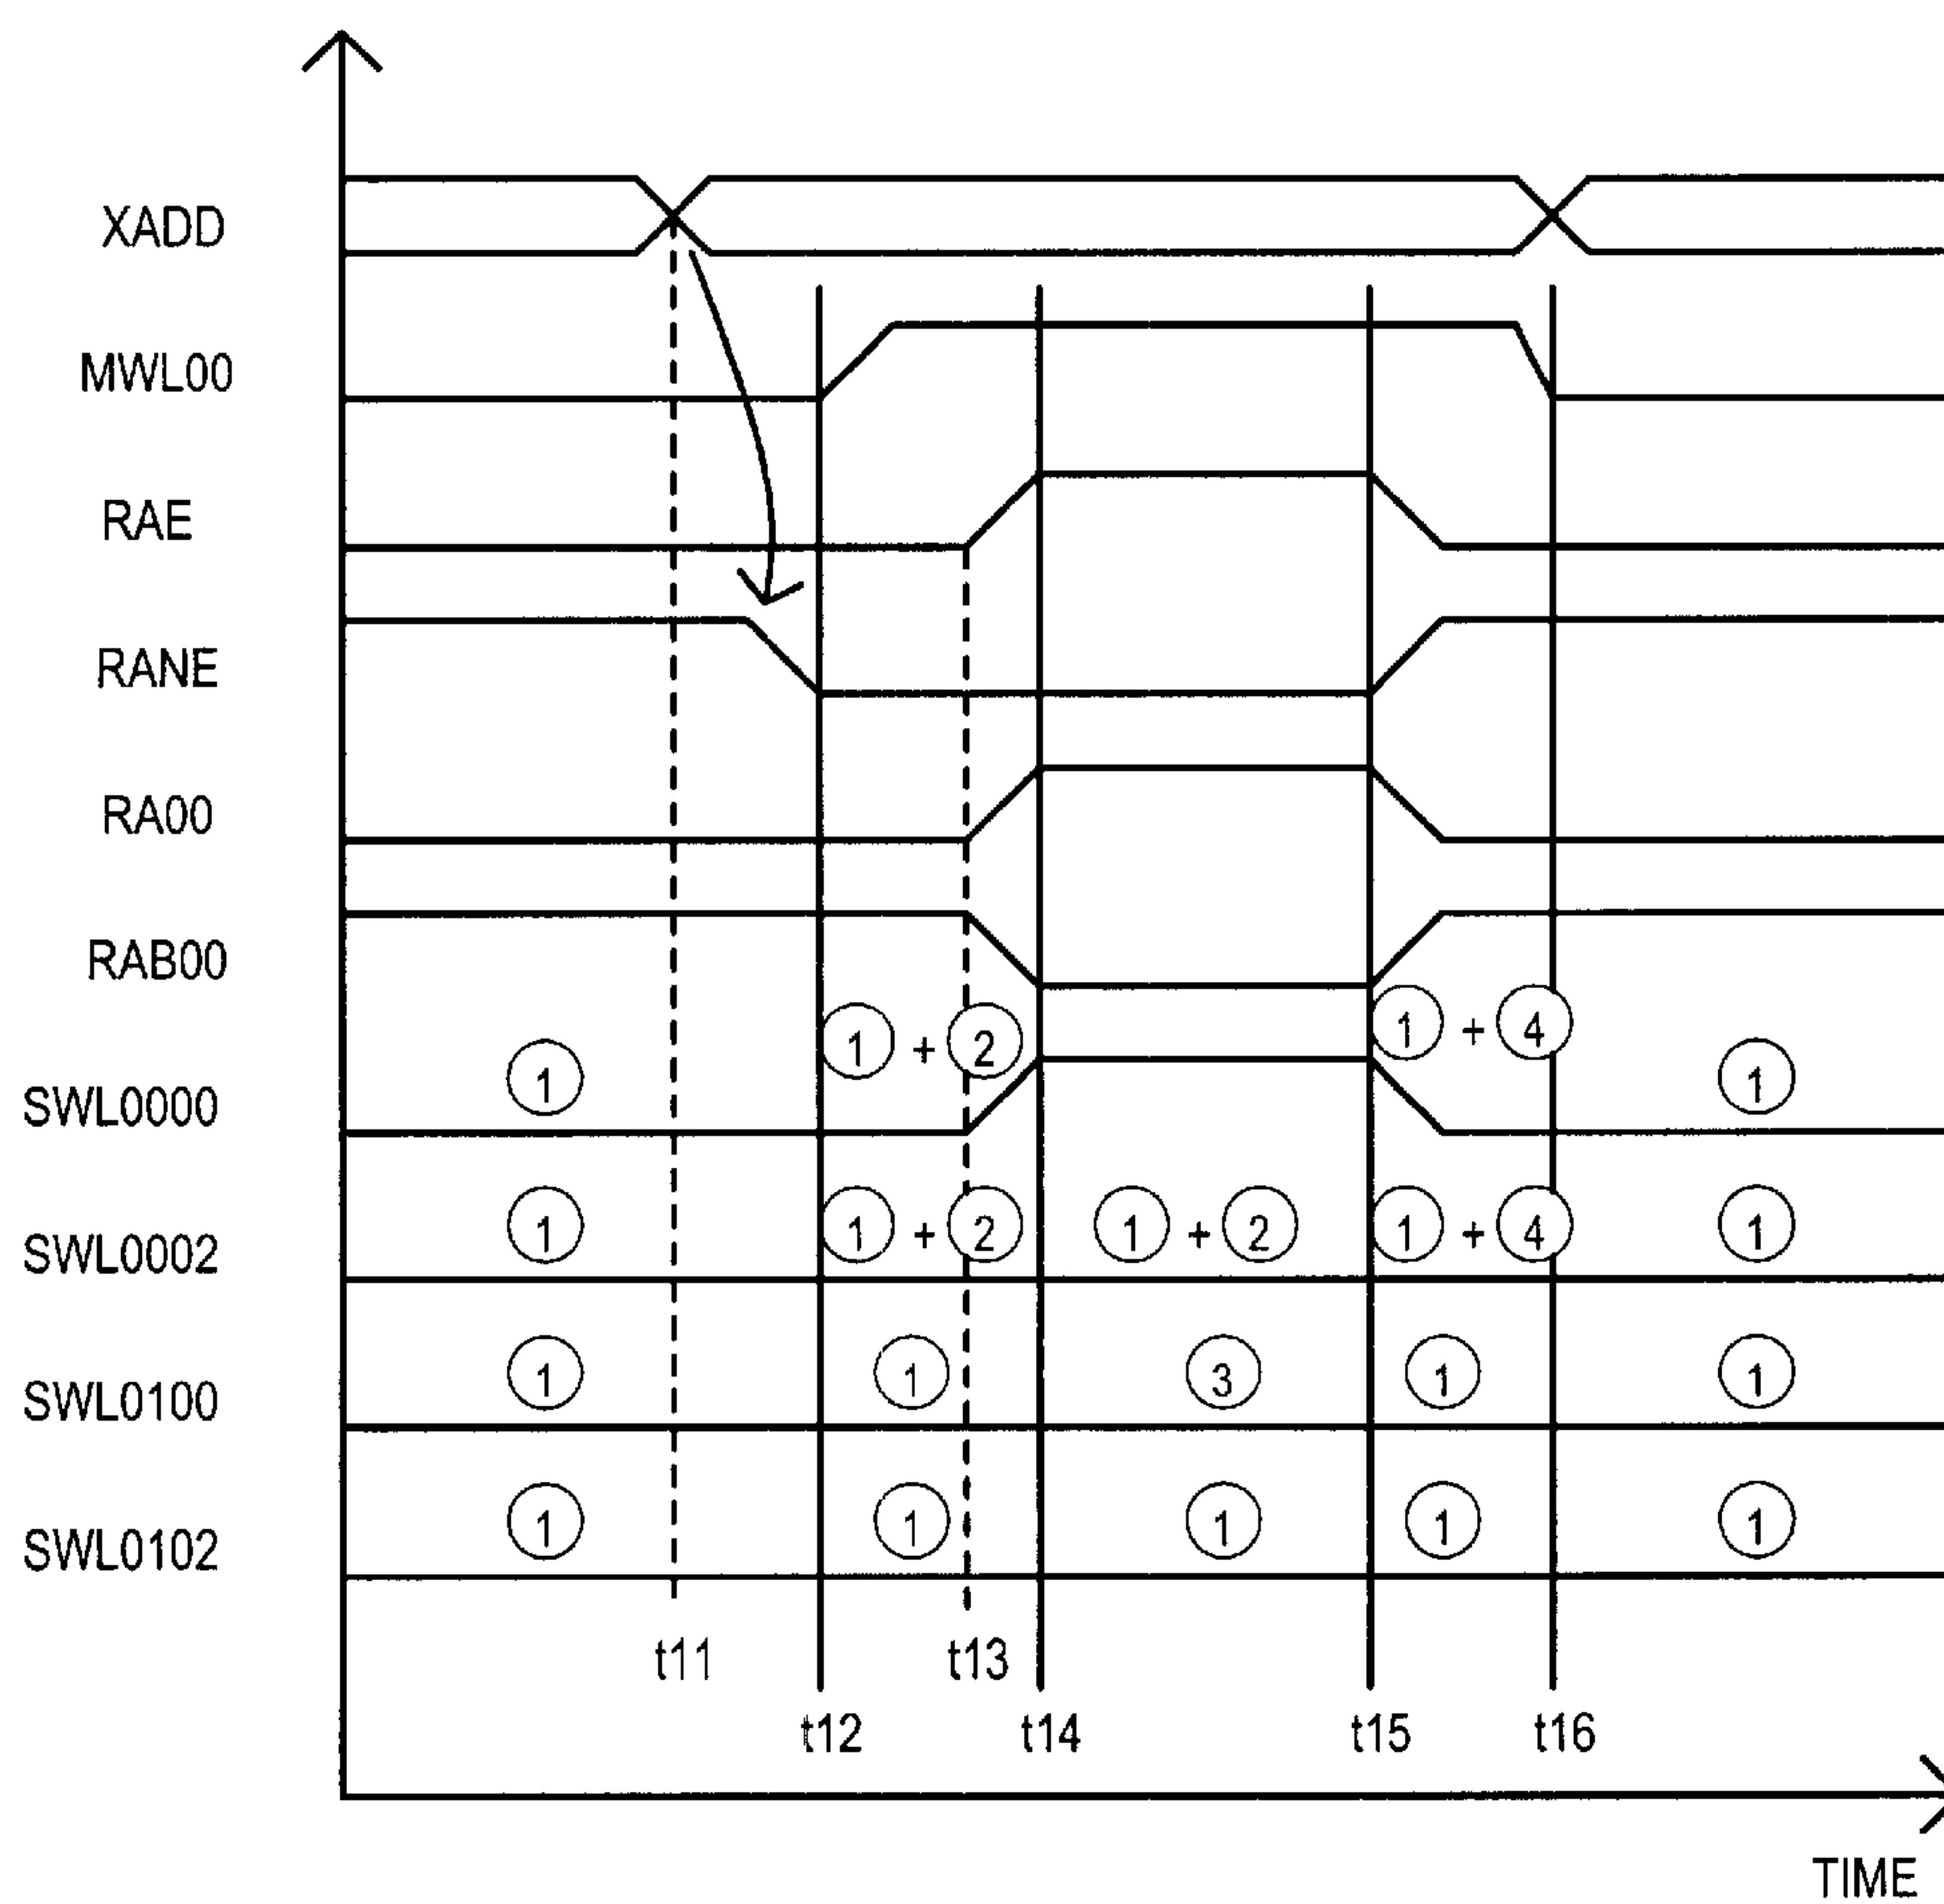 XADD
MWL00
RAE
RANE
RA00
RAB00
SWL0000 1 1 + 2 1 + 4 1
SWL0002 1 1 + 2 1 + 2 1 + 4 1
SWL0100 1 1 3 1 1
SWL0102 1 1 1 1 1
t11 t13
t12 t14 t15 t16
TIME